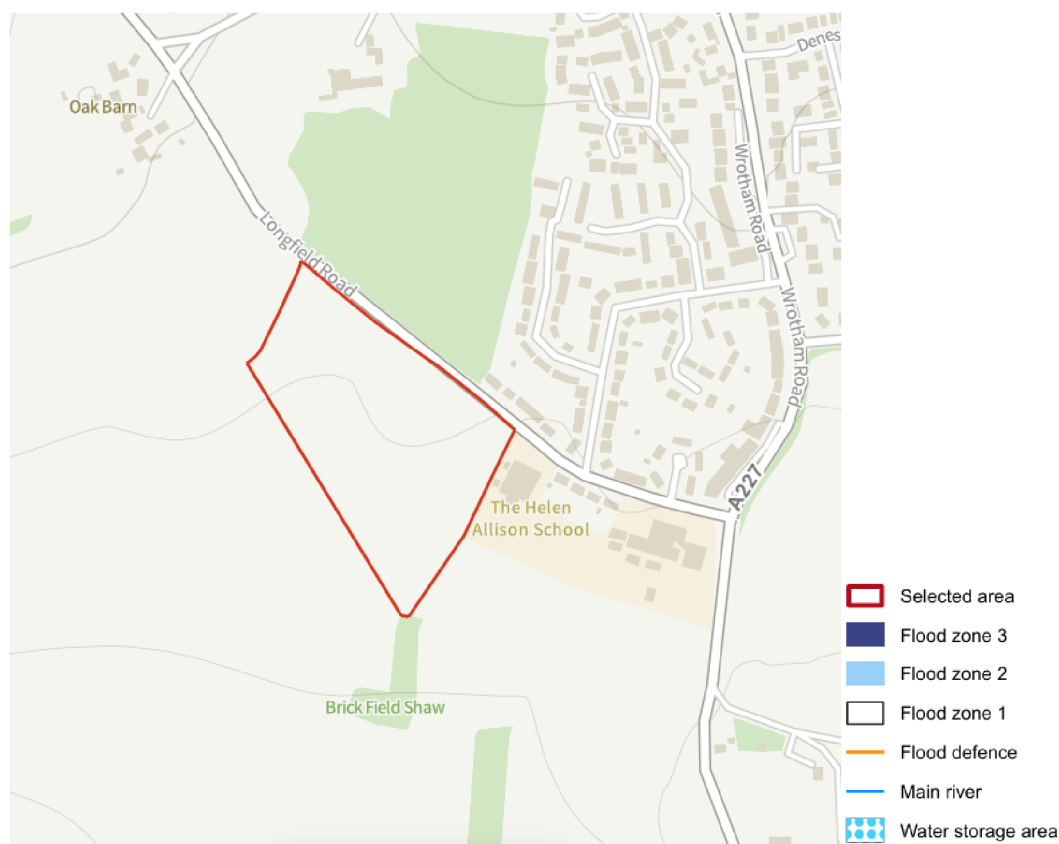 Denes
Oak Barn
Wrotham Road
Longfield Road
Wrotham Road
A227
The Helen
Allison School
Brick Field Shaw
Selected area
Flood zone 3
Flood zone 2
Flood zone 1
Flood defence
Main river
Water storage area